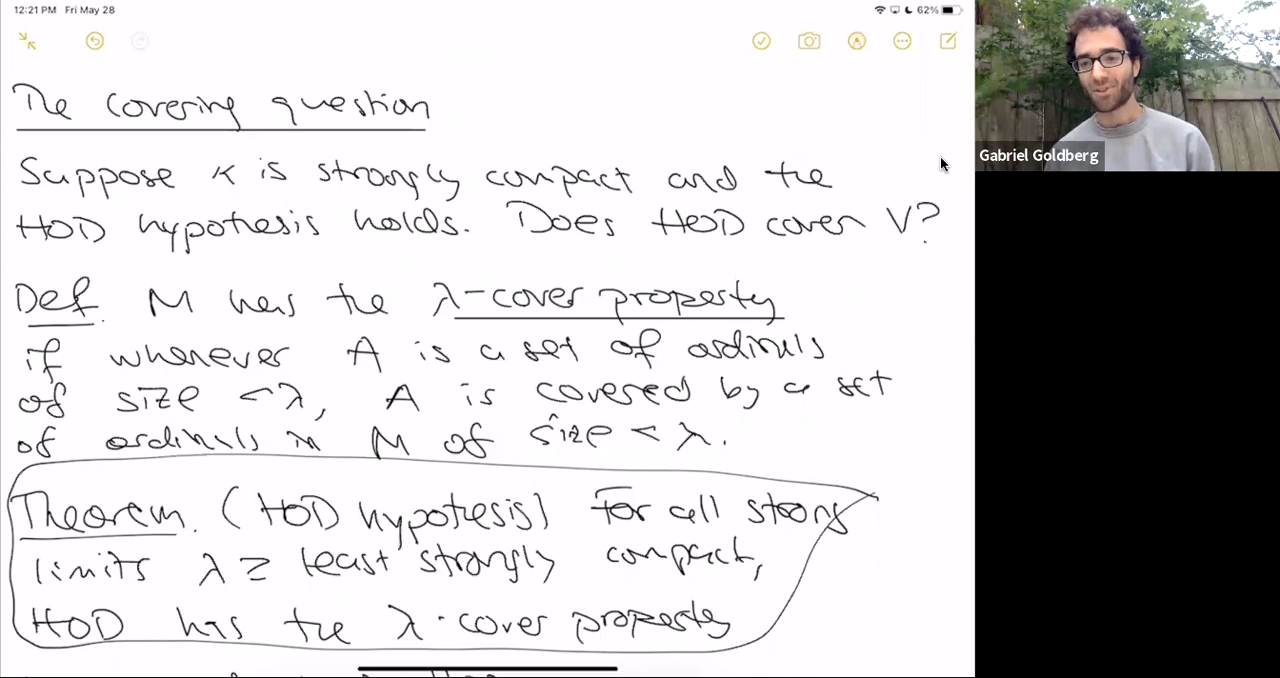 12:21 PM Fri May 28
62%
The covering question
Suppose κ is strongly compact and the
HOD hypothesis holds. Does HOD cover V?
Def. M has the λ-cover property
if whenever A is a set of ordinals
of size <λ, A is covered by a set
of ordinals in M of size < λ.
Theorem. (HOD hypothesis) For all strong
limits λ ≥ least strongly compact,
HOD has the λ-cover property
Gabriel Goldberg